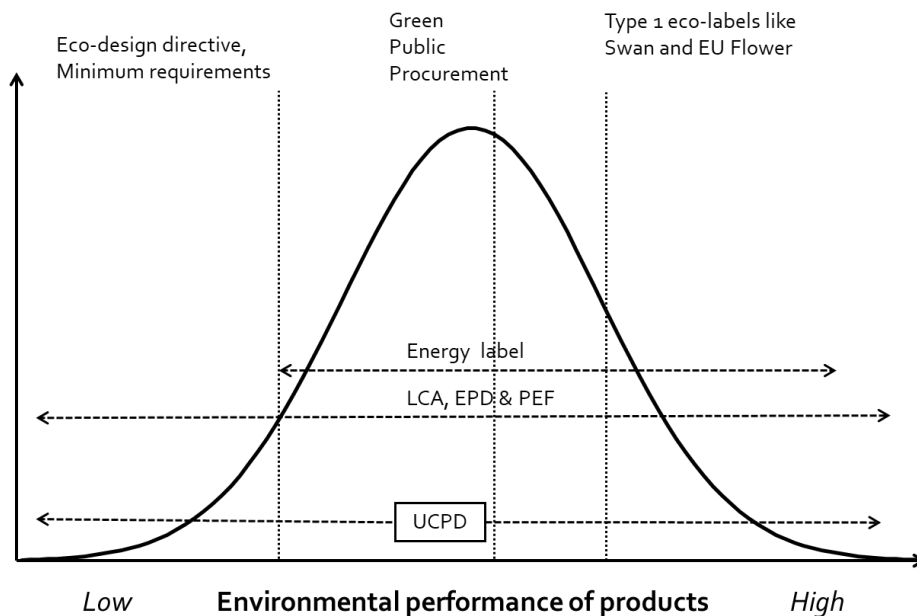 Eco-design directive,
Minimum requirements
Green
Public
Procurement
Type 1 eco-labels like
Swan and EU Flower
Energy label
LCA, EPD & PEF
UCPD
Low
Environmental performance of products
High